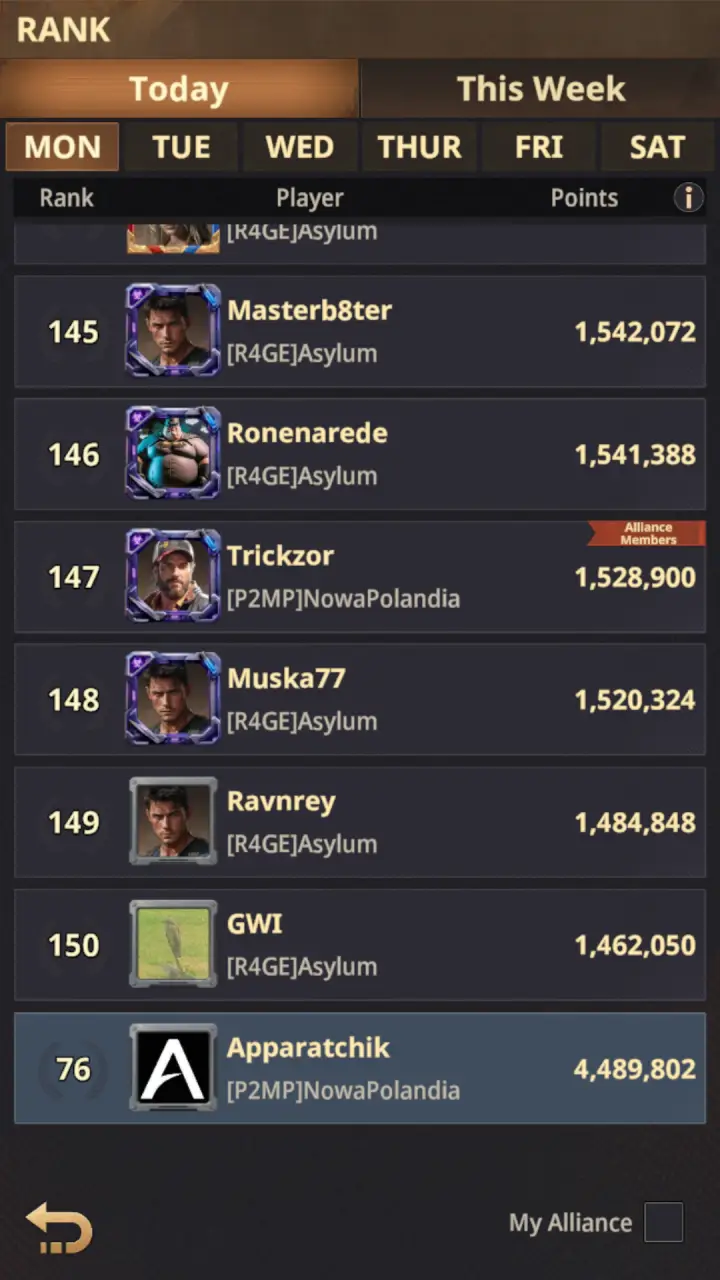 RANK
Today
This Week
MON
TUE
WED
THUR
FRI
SAT
Rank
Player
Points
[R4GE]Asylum
145
Masterb8ter
[R4GE]Asylum
1,542,072
146
Ronenarede
[R4GE]Asylum
1,541,388
147
Trickzor
[P2MP]NowaPolandia
Alliance
Members
1,528,900
148
Muska77
[R4GE]Asylum
1,520,324
149
Ravnrey
[R4GE]Asylum
1,484,848
150
GWI
[R4GE]Asylum
1,462,050
76
Apparatchik
[P2MP]NowaPolandia
4,489,802
My Alliance